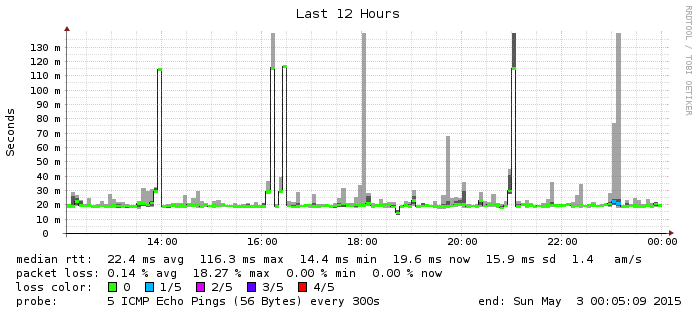 Last 12 Hours
RRDTOOL / TOBI OETIKER
Seconds
130 m
120 m
110 m
100 m
90 m
80 m
70 m
60 m
50 m
40 m
30 m
20 m
10 m
0
14:00 16:00 18:00 20:00 22:00 00:00
median rtt: 22.4 ms avg 116.3 ms max 14.4 ms min 19.6 ms now 15.9 ms sd 1.4 am/s
packet loss: 0.14 % avg 18.27 % max 0.00 % min 0.00 % now
loss color: 0 1/5 2/5 3/5 4/5
probe: 5 ICMP Echo Pings (56 Bytes) every 300s end: Sun May 3 00:05:09 2015